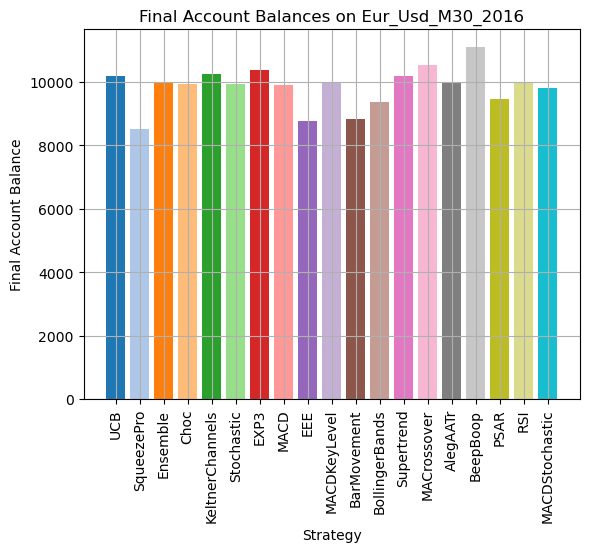 Final Account Balances on Eur_Usd_M30_2016
Final Account Balance
10000
8000
6000
4000
2000
0
UCB
SqueezePro
Ensemble
Choc
KeltnerChannels
Stochastic
EXP3
MACD
EEE
MACDKeyLevel
BarMovement
BollingerBands
Supertrend
MACrossover
AlegAATr
BeepBoop
PSAR
RSI
MACDStochastic
Strategy